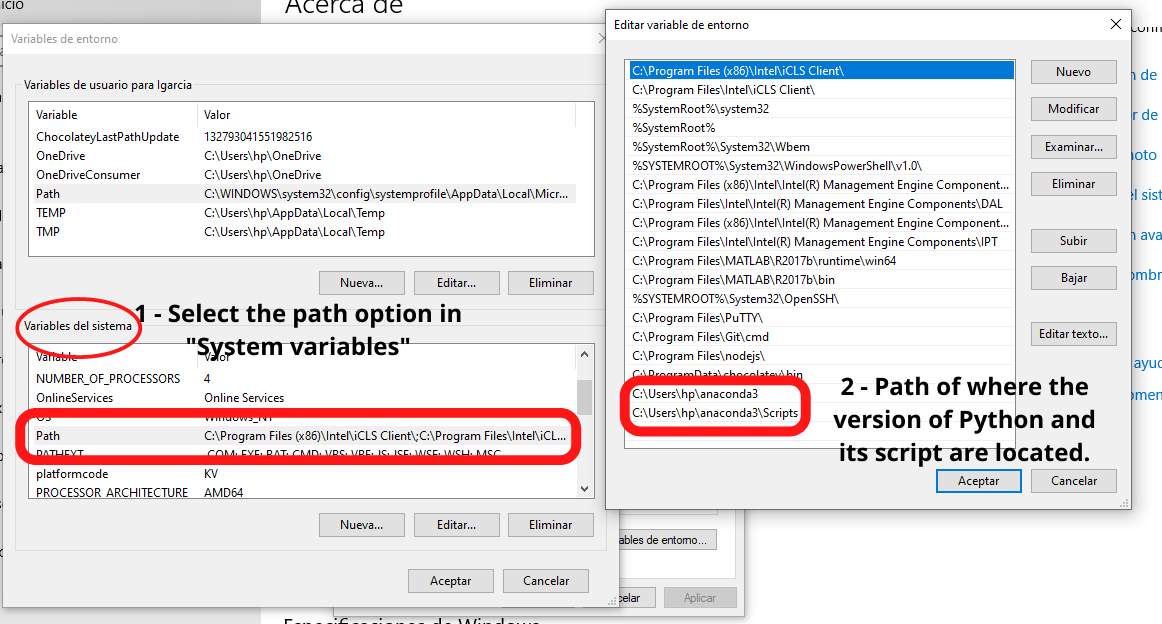 Acerca de
Variables de entorno
Variables de usuario para lgarcia
Variable Valor
ChocolateyLastPathUpdate 132793041551982516
OneDrive C:\Users\hp\OneDrive
OneDriveConsumer C:\Users\hp\OneDrive
Path C:\WINDOWS\system32\config\systemprofile\AppData\Local\Micr...
TEMP C:\Users\hp\AppData\Local\Temp
TMP C:\Users\hp\AppData\Local\Temp
Nueva... Editar... Eliminar
1 - Select the path option in
"System variables"
Variables del sistema
Variable Valor
NUMBER_OF_PROCESSORS 4
OnlineServices Online Services
OS Windows_NT
Path C:\Program Files (x86)\Intel\iCLS Client\;C:\Program Files\Intel\iCL...
PATHEXT .COM;.EXE;.BAT;.CMD;.VBS;.VBE;.JS;.JSE;.WSF;.WSH;.MSC
platformcode KV
PROCESSOR_ARCHITECTURE AMD64
Nueva... Editar... Eliminar
Aceptar Cancelar
Editar variable de entorno
C:\Program Files (x86)\Intel\iCLS Client\
C:\Program Files\Intel\iCLS Client\
%SystemRoot%\system32
%SystemRoot%
%SystemRoot%\System32\Wbem
%SYSTEMROOT%\System32\WindowsPowerShell\v1.0\
C:\Program Files (x86)\Intel\Intel(R) Management Engine Component...
C:\Program Files\Intel\Intel(R) Management Engine Components\DAL
C:\Program Files (x86)\Intel\Intel(R) Management Engine Component...
C:\Program Files\Intel\Intel(R) Management Engine Components\IPT
C:\Program Files\MATLAB\R2017b\runtime\win64
C:\Program Files\MATLAB\R2017b\bin
%SYSTEMROOT%\System32\OpenSSH\
C:\Program Files\PuTTY\
C:\Program Files\Git\cmd
C:\Program Files\nodejs\
C:\ProgramData\chocolatey\bin
C:\Users\hp\anaconda3
C:\Users\hp\anaconda3\Scripts
Nuevo
Modificar
Examinar...
Eliminar
Subir
Bajar
Editar texto...
2 - Path of where the
version of Python and
its script are located.
Aceptar Cancelar
ables de entorno...
celar Aplicar
Especificaciones de Windows